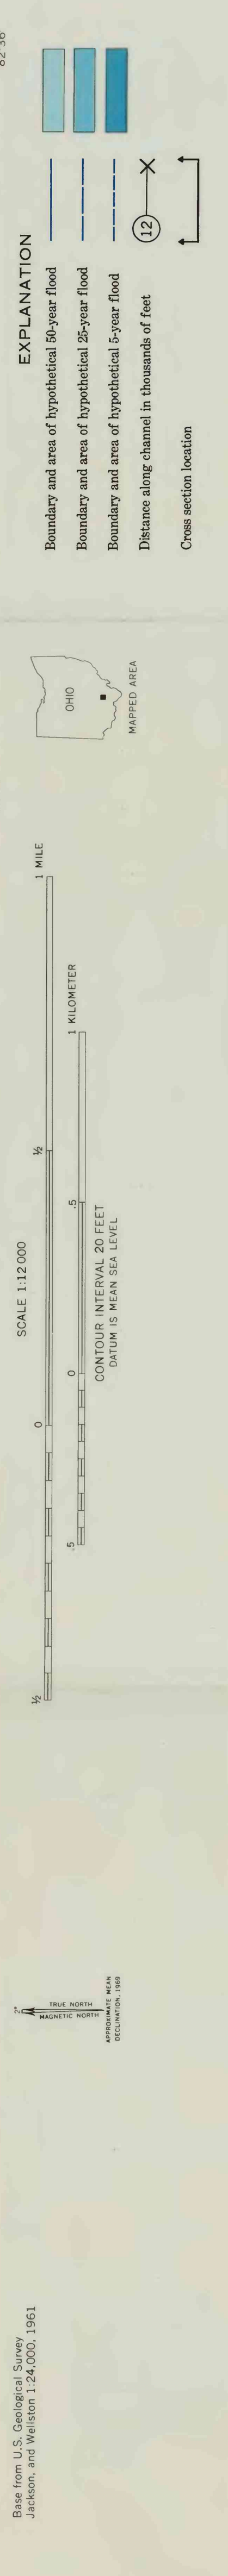 Base from U.S. Geological Survey
Jackson, and Wellston 1:24,000, 1961
2°
TRUE NORTH
MAGNETIC NORTH
APPROXIMATE MEAN
DECLINATION, 1969
SCALE 1:12 000
½ 0 ½ 1 MILE
.5 0 .5 1 KILOMETER
CONTOUR INTERVAL 20 FEET
DATUM IS MEAN SEA LEVEL
OHIO
MAPPED AREA
82°36'
EXPLANATION
Boundary and area of hypothetical 50-year flood
Boundary and area of hypothetical 25-year flood
Boundary and area of hypothetical 5-year flood
12
Distance along channel in thousands of feet
Cross section location